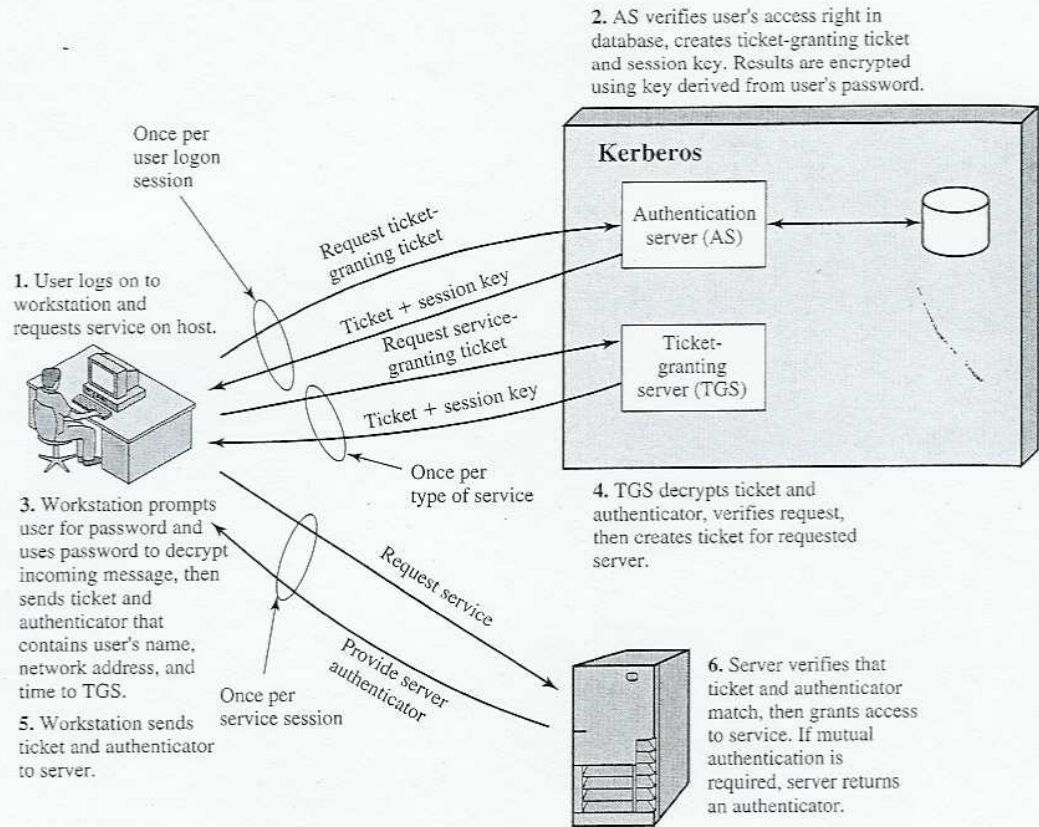 2. AS verifies user's access right in
database, creates ticket-granting ticket
and session key. Results are encrypted
using key derived from user's password.
Once per
user logon
session
Kerberos
Request ticket-
granting ticket
Authentication
server (AS)
1. User logs on to
workstation and
requests service on host.
Ticket + session key
Request service-
granting ticket
Ticket-
granting
server (TGS)
Ticket + session key
Once per
type of service
3. Workstation prompts
user for password and
uses password to decrypt
incoming message, then
sends ticket and
authenticator that
contains user's name,
network address, and
time to TGS.
4. TGS decrypts ticket and
authenticator, verifies request,
then creates ticket for requested
server.
Request service
Provide server
authenticator
Once per
service session
5. Workstation sends
ticket and authenticator
to server.
6. Server verifies that
ticket and authenticator
match, then grants access
to service. If mutual
authentication is
required, server returns
an authenticator.